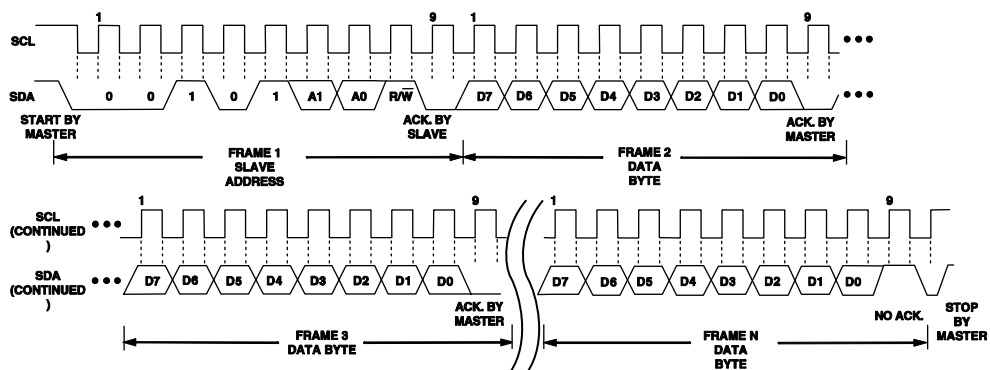 1 9 1 9
SCL
SDA 0 0 1 0 1 A1 A0 R/W̅ D7 D6 D5 D4 D3 D2 D1 D0
START BY
MASTER
ACK. BY
SLAVE
ACK. BY
MASTER
FRAME 1
SLAVE
ADDRESS
FRAME 2
DATA
BYTE
1 9 1 9
SCL
(CONTINUED
)
SDA
(CONTINUED
)
D7 D6 D5 D4 D3 D2 D1 D0 D7 D6 D5 D4 D3 D2 D1 D0
ACK. BY
MASTER
NO ACK.
STOP
BY
MASTER
FRAME 3
DATA BYTE
FRAME N
DATA
BYTE